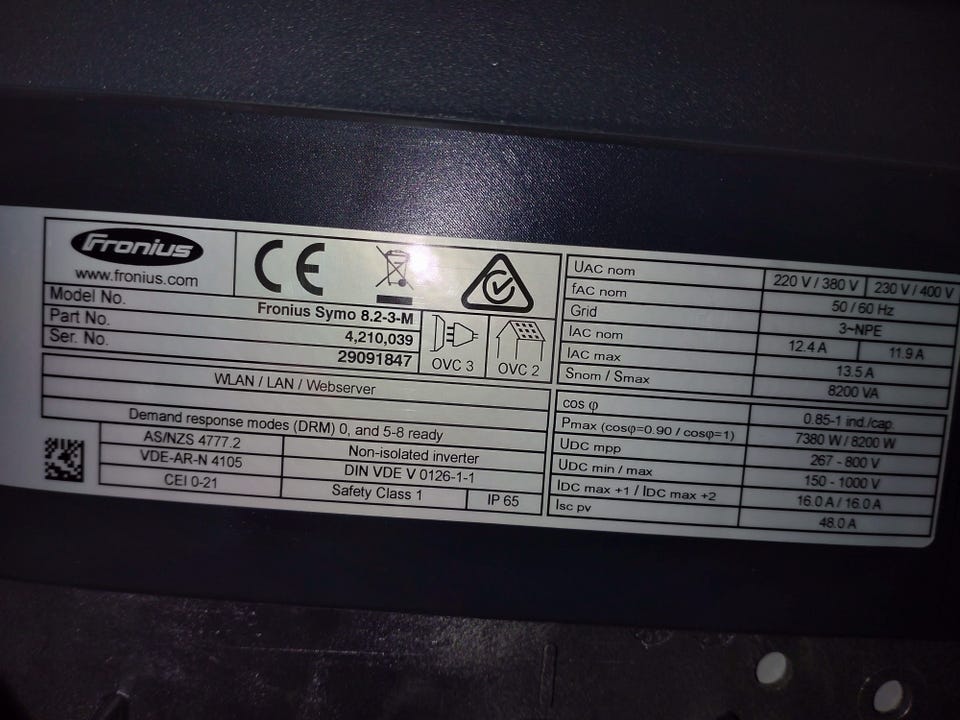 Fronius
www.fronius.com
CE
Model No. Fronius Symo 8.2-3-M
Part No. 4,210,039
Ser. No. 29091847
OVC 3 OVC 2
WLAN / LAN / Webserver
Demand response modes (DRM) 0, and 5-8 ready
AS/NZS 4777.2 Non-isolated inverter
VDE-AR-N 4105 DIN VDE V 0126-1-1
CEI 0-21 Safety Class 1 IP 65
UAC nom 220 V / 380 V 230 V / 400 V
fAC nom 50 / 60 Hz
Grid 3~NPE
IAC nom 12.4 A 11.9 A
IAC max 13.5 A
Snom / Smax 8200 VA
cos φ 0.85-1 ind./cap.
Pmax (cosφ=0.90 / cosφ=1) 7380 W / 8200 W
UDC mpp 267 - 800 V
UDC min / max 150 - 1000 V
IDC max +1 / IDC max +2 16.0 A / 16.0 A
Isc pv 48.0 A